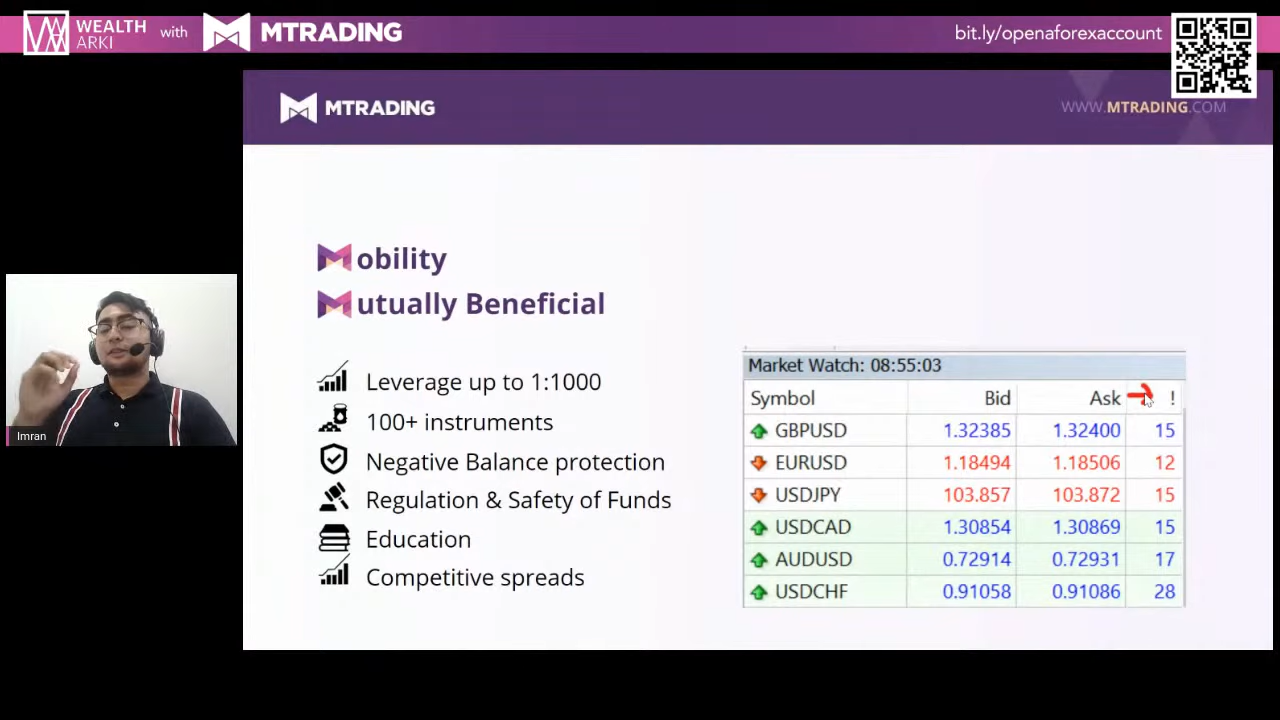 WEALTH
ARKI
with
MTRADING
bit.ly/openaforexaccount
MTRADING
WWW.MTRADING.COM
Mobility
Mutually Beneficial
Leverage up to 1:1000
100+ instruments
Negative Balance protection
Regulation & Safety of Funds
Education
Competitive spreads
Imran
Market Watch: 08:55:03
Symbol Bid Ask !
GBPUSD 1.32385 1.32400 15
EURUSD 1.18494 1.18506 12
USDJPY 103.857 103.872 15
USDCAD 1.30854 1.30869 15
AUDUSD 0.72914 0.72931 17
USDCHF 0.91058 0.91086 28